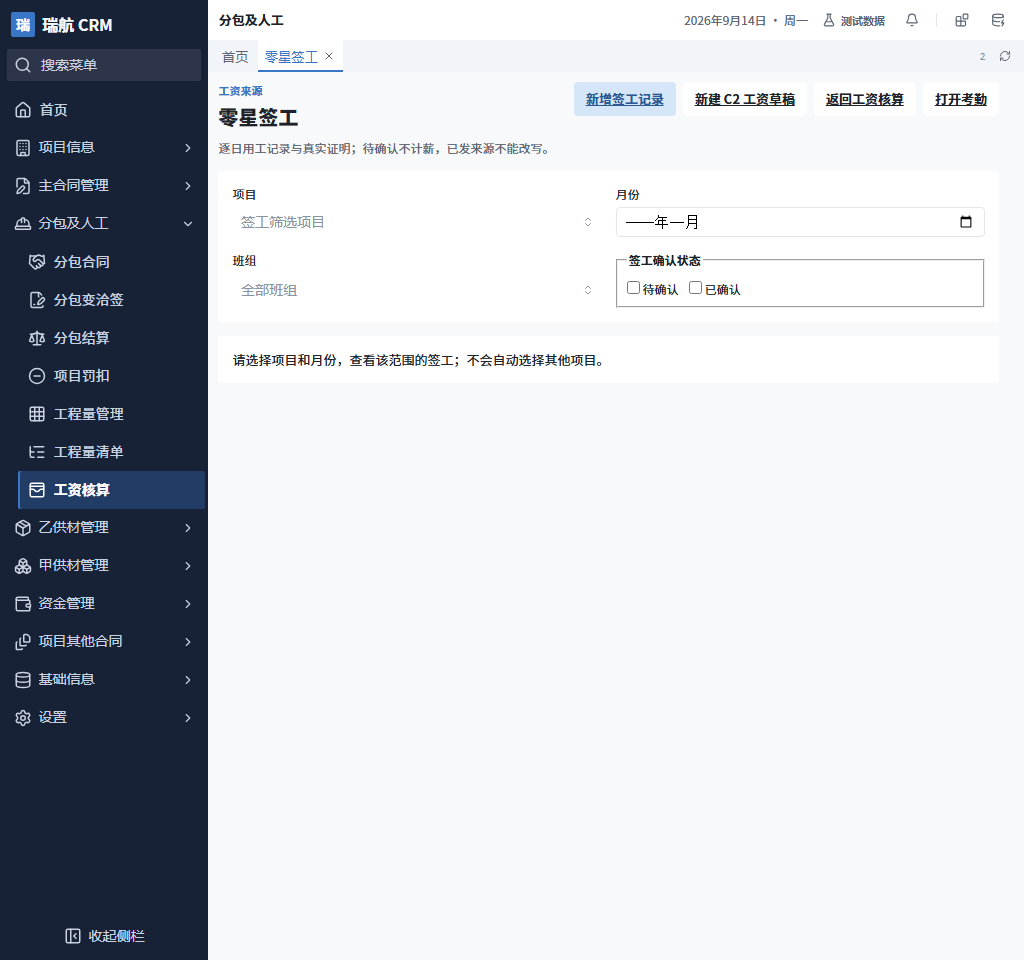 瑞 瑞航 CRM
搜索菜单
首页
项目信息
主合同管理
分包及人工
分包合同
分包变洽签
分包结算
项目罚扣
工程量管理
工程量清单
工资核算
乙供材管理
甲供材管理
资金管理
项目其他合同
基础信息
设置
收起侧栏
分包及人工
2026年9月14日 · 周一 测试数据
首页 零星签工
2
工资来源
零星签工
新增签工记录 新建 C2 工资草稿 返回工资核算 打开考勤
逐日用工记录与真实证明；待确认不计薪，已发来源不能改写。
项目
签工筛选项目
月份
----年--月
班组
全部班组
签工确认状态
待确认 已确认
请选择项目和月份，查看该范围的签工；不会自动选择其他项目。